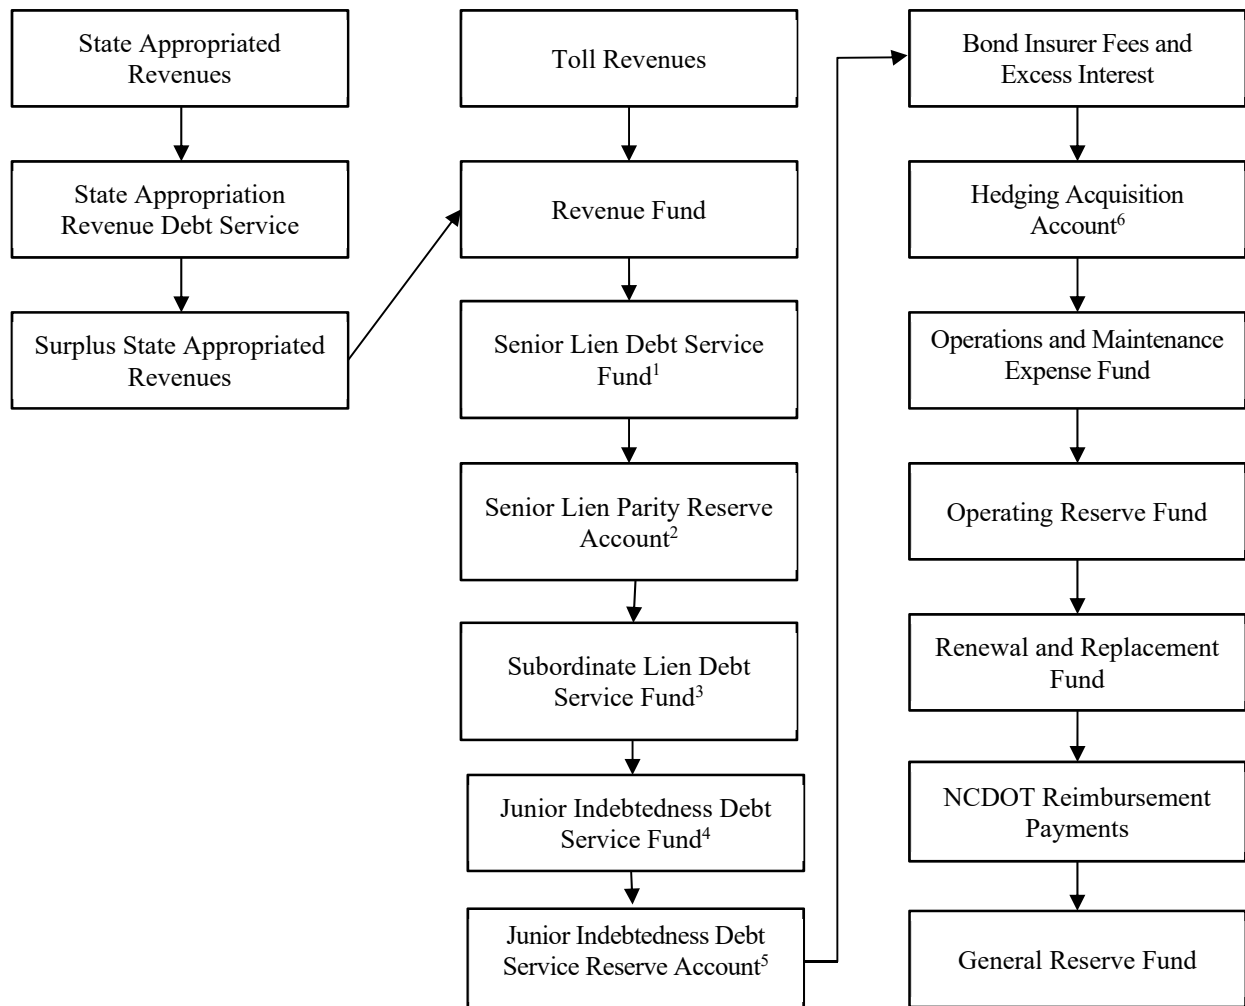 State Appropriated
Revenues
State Appropriation
Revenue Debt Service
Surplus State Appropriated
Revenues
Toll Revenues
Revenue Fund
Senior Lien Debt Service
Fund1
Senior Lien Parity Reserve
Account2
Subordinate Lien Debt
Service Fund3
Junior Indebtedness Debt
Service Fund4
Junior Indebtedness Debt
Service Reserve Account5
Bond Insurer Fees and
Excess Interest
Hedging Acquisition
Account6
Operations and Maintenance
Expense Fund
Operating Reserve Fund
Renewal and Replacement
Fund
NCDOT Reimbursement
Payments
General Reserve Fund